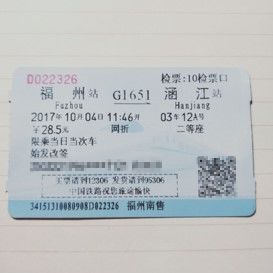 D022326 检票:10检票口
福州站 G1651 涵江站
Fuzhou Hanjiang
2017年10月04日11:46开 03车12A号
￥28.5元 网折 二等座
限乘当日当次车
始发改签
买票请到12306 发货请到95306
中国铁路祝您旅途愉快
34151310080908D022326 福州南售